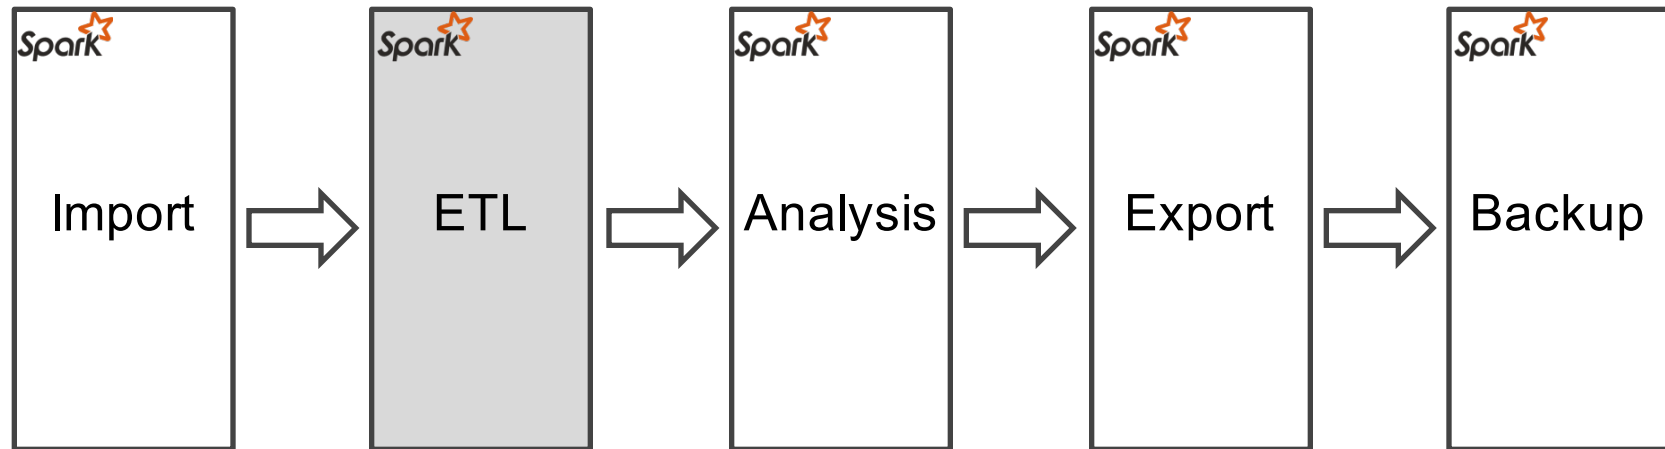 Spark
Import
Spark
ETL
Spark
Analysis
Spark
Export
Spark
Backup